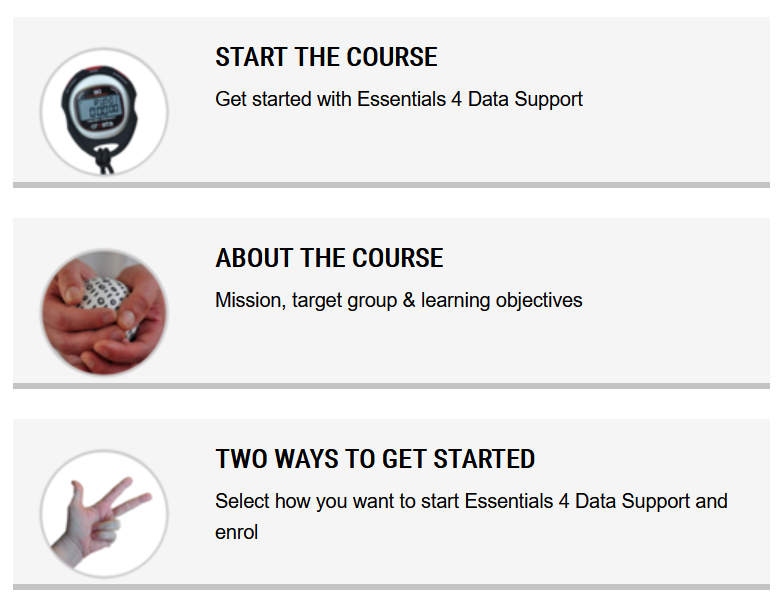 START THE COURSE
Get started with Essentials 4 Data Support
ABOUT THE COURSE
Mission, target group & learning objectives
TWO WAYS TO GET STARTED
Select how you want to start Essentials 4 Data Support and
enrol